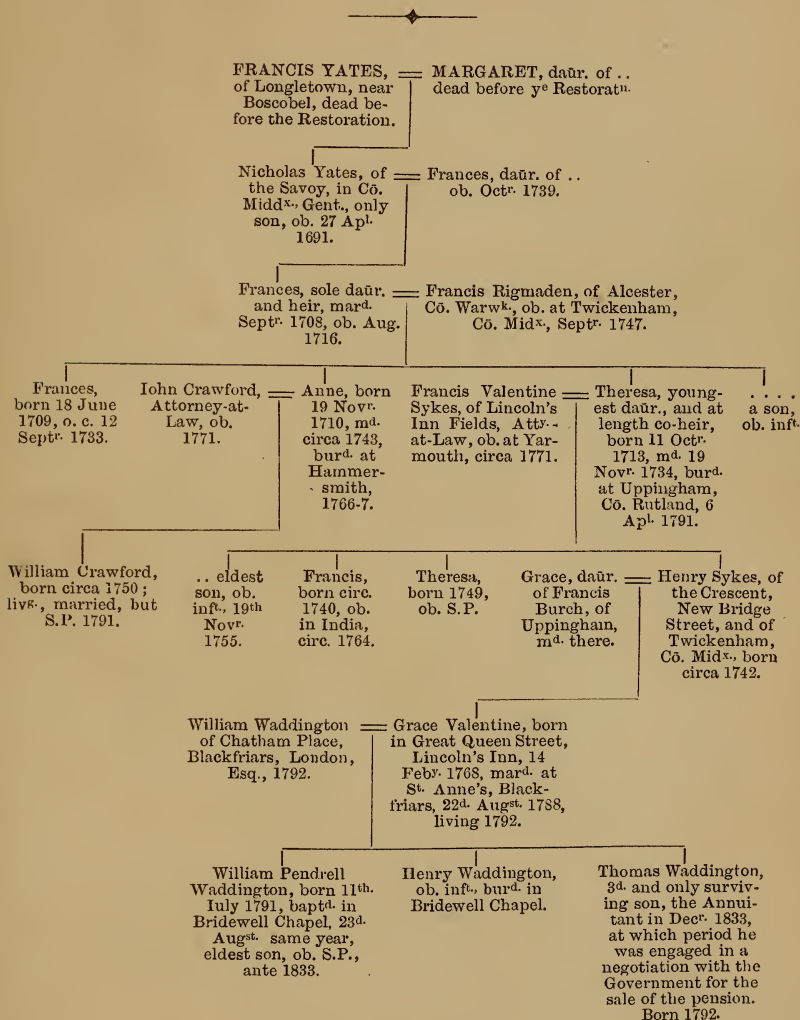 FRANCIS YATES,
of Longletown, near
Boscobel, dead be-
fore the Restoration.
MARGARET, daūr. of ..
dead before yᵉ Restoratⁿ·
Nicholas Yates, of
the Savoy, in Cō.
Middˣ·, Gent., only
son, ob. 27 Apˡ·
1691.
Frances, daūr. of ..
ob. Octʳ· 1739.
Frances, sole daūr.
and heir, marᵈ·
Septʳ· 1708, ob. Aug.
1716.
Francis Rigmaden, of Alcester,
Cō. Warwᵏ·, ob. at Twickenham,
Cō. Midˣ·, Septʳ· 1747.
Frances,
born 18 June
1709, o. c. 12
Septʳ· 1733.
Iohn Crawford,
Attorney-at-
Law, ob.
1771.
Anne, born
19 Novʳ·
1710, mᵈ·
circa 1743,
burᵈ· at
Hammer-
smith,
1766-7.
Francis Valentine
Sykes, of Lincoln's
Inn Fields, Attʸ·-
at-Law, ob. at Yar-
mouth, circa 1771.
Theresa, young-
est daūr., and at
length co-heir,
born 11 Octʳ·
1713, mᵈ· 19
Novʳ· 1734, burᵈ·
at Uppingham,
Cō. Rutland, 6
Apˡ· 1791.
. . . .
a son,
ob. infᵗ·
William Crawford,
born circa 1750 ;
livᵍ·, married, but
S.P. 1791.
.. eldest
son, ob.
infᵗ·, 19ᵗʰ
Novʳ·
1755.
Francis,
born circ.
1740, ob.
in India,
circ. 1764.
Theresa,
born 1749,
ob. S.P.
Grace, daūr.
of Francis
Burch, of
Uppingham,
mᵈ· there.
Henry Sykes, of
the Crescent,
New Bridge
Street, and of
Twickenham,
Cō. Midˣ·, born
circa 1742.
William Waddington
of Chatham Place,
Blackfriars, London,
Esq., 1792.
Grace Valentine, born
in Great Queen Street,
Lincoln's Inn, 14
Febʸ· 1768, marᵈ· at
Sᵗ· Anne's, Black-
friars, 22ᵈ· Augˢᵗ· 1788,
living 1792.
William Pendrell
Waddington, born 11ᵗʰ·
Iuly 1791, baptᵈ· in
Bridewell Chapel, 23ᵈ·
Augˢᵗ· same year,
eldest son, ob. S.P.,
ante 1833.
Henry Waddington,
ob. infᵗ·, burᵈ· in
Bridewell Chapel.
Thomas Waddington,
3ᵈ· and only surviv-
ing son, the Annui-
tant in Decʳ· 1833,
at which period he
was engaged in a
negotiation with the
Government for the
sale of the pension.
Born 1792.